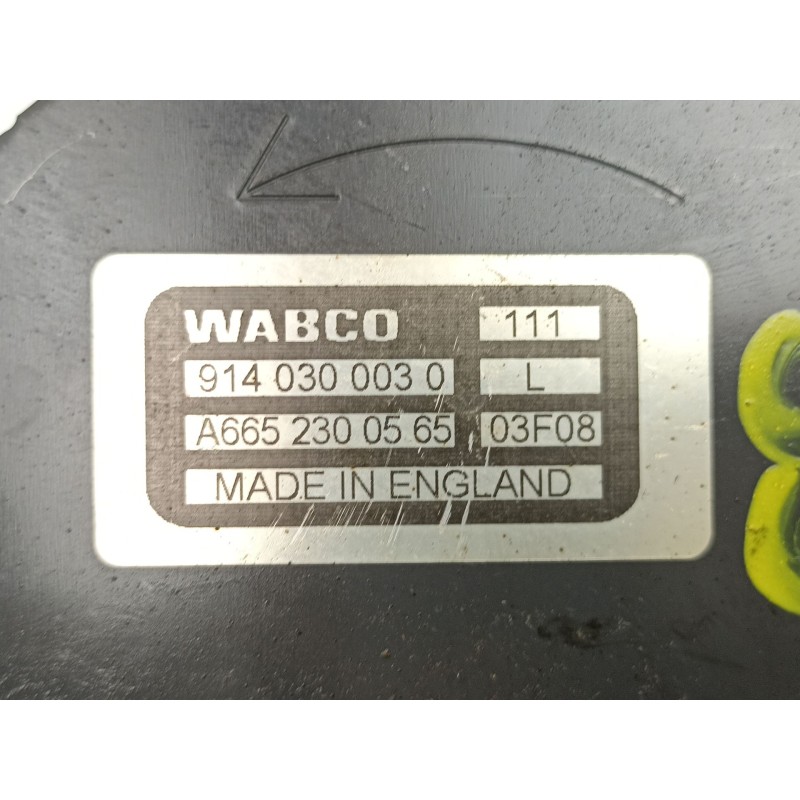 WABCO 111
914 030 003 0 L
A665 230 05 65 03F08
MADE IN ENGLAND